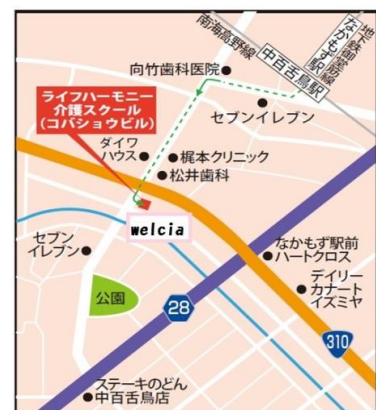 地下鉄御堂筋線
なかもず駅
南海高野線
中百舌鳥駅
向竹歯科医院
ライフハーモニー
介護スクール
(コバショウビル)
セブンイレブン
ダイワ
ハウス
梶本クリニック
松井歯科
welcia
セブン
イレブン
なかもず駅前
ハートクロス
公園
デイリー
カナート
イズミヤ
28
310
ステーキのどん
中百舌鳥店